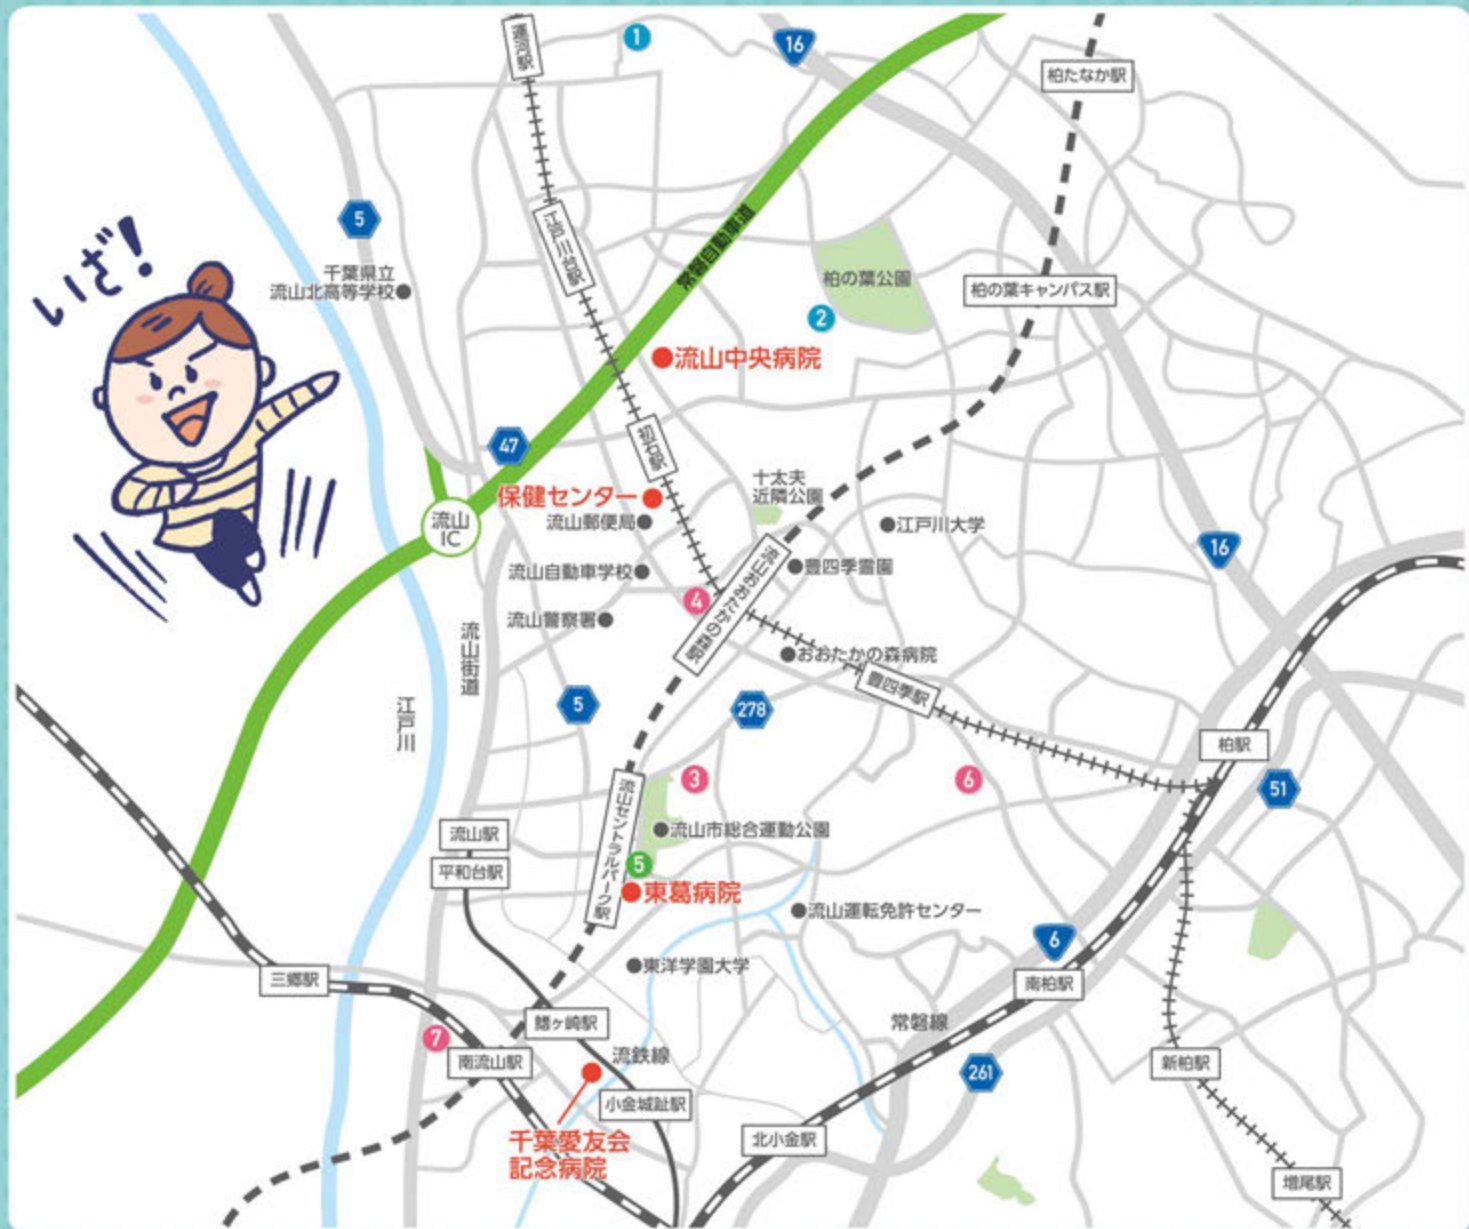 運河駅
1
16
柏たなか駅
5
江戸川台駅
常磐自動車道
いざ!
千葉県立
流山北高等学校
柏の葉公園
柏の葉キャンパス駅
2
流山中央病院
47
初石駅
十太夫
近隣公園
保健センター
流山郵便局
江戸川大学
流山
IC
16
流山自動車学校
豊四季霊園
流山おおたかの森駅
4
流山警察署
おおたかの森病院
流山街道
豊四季駅
江戸川
5
278
柏駅
3
6
51
流山セントラルパーク駅
流山駅
流山市総合運動公園
平和台駅
5
東葛病院
流山運転免許センター
6
東洋学園大学
三郷駅
南柏駅
鰭ヶ崎駅
常磐線
7
南流山駅
流鉄線
新柏駅
261
小金城趾駅
千葉愛友会
記念病院
北小金駅
増尾駅